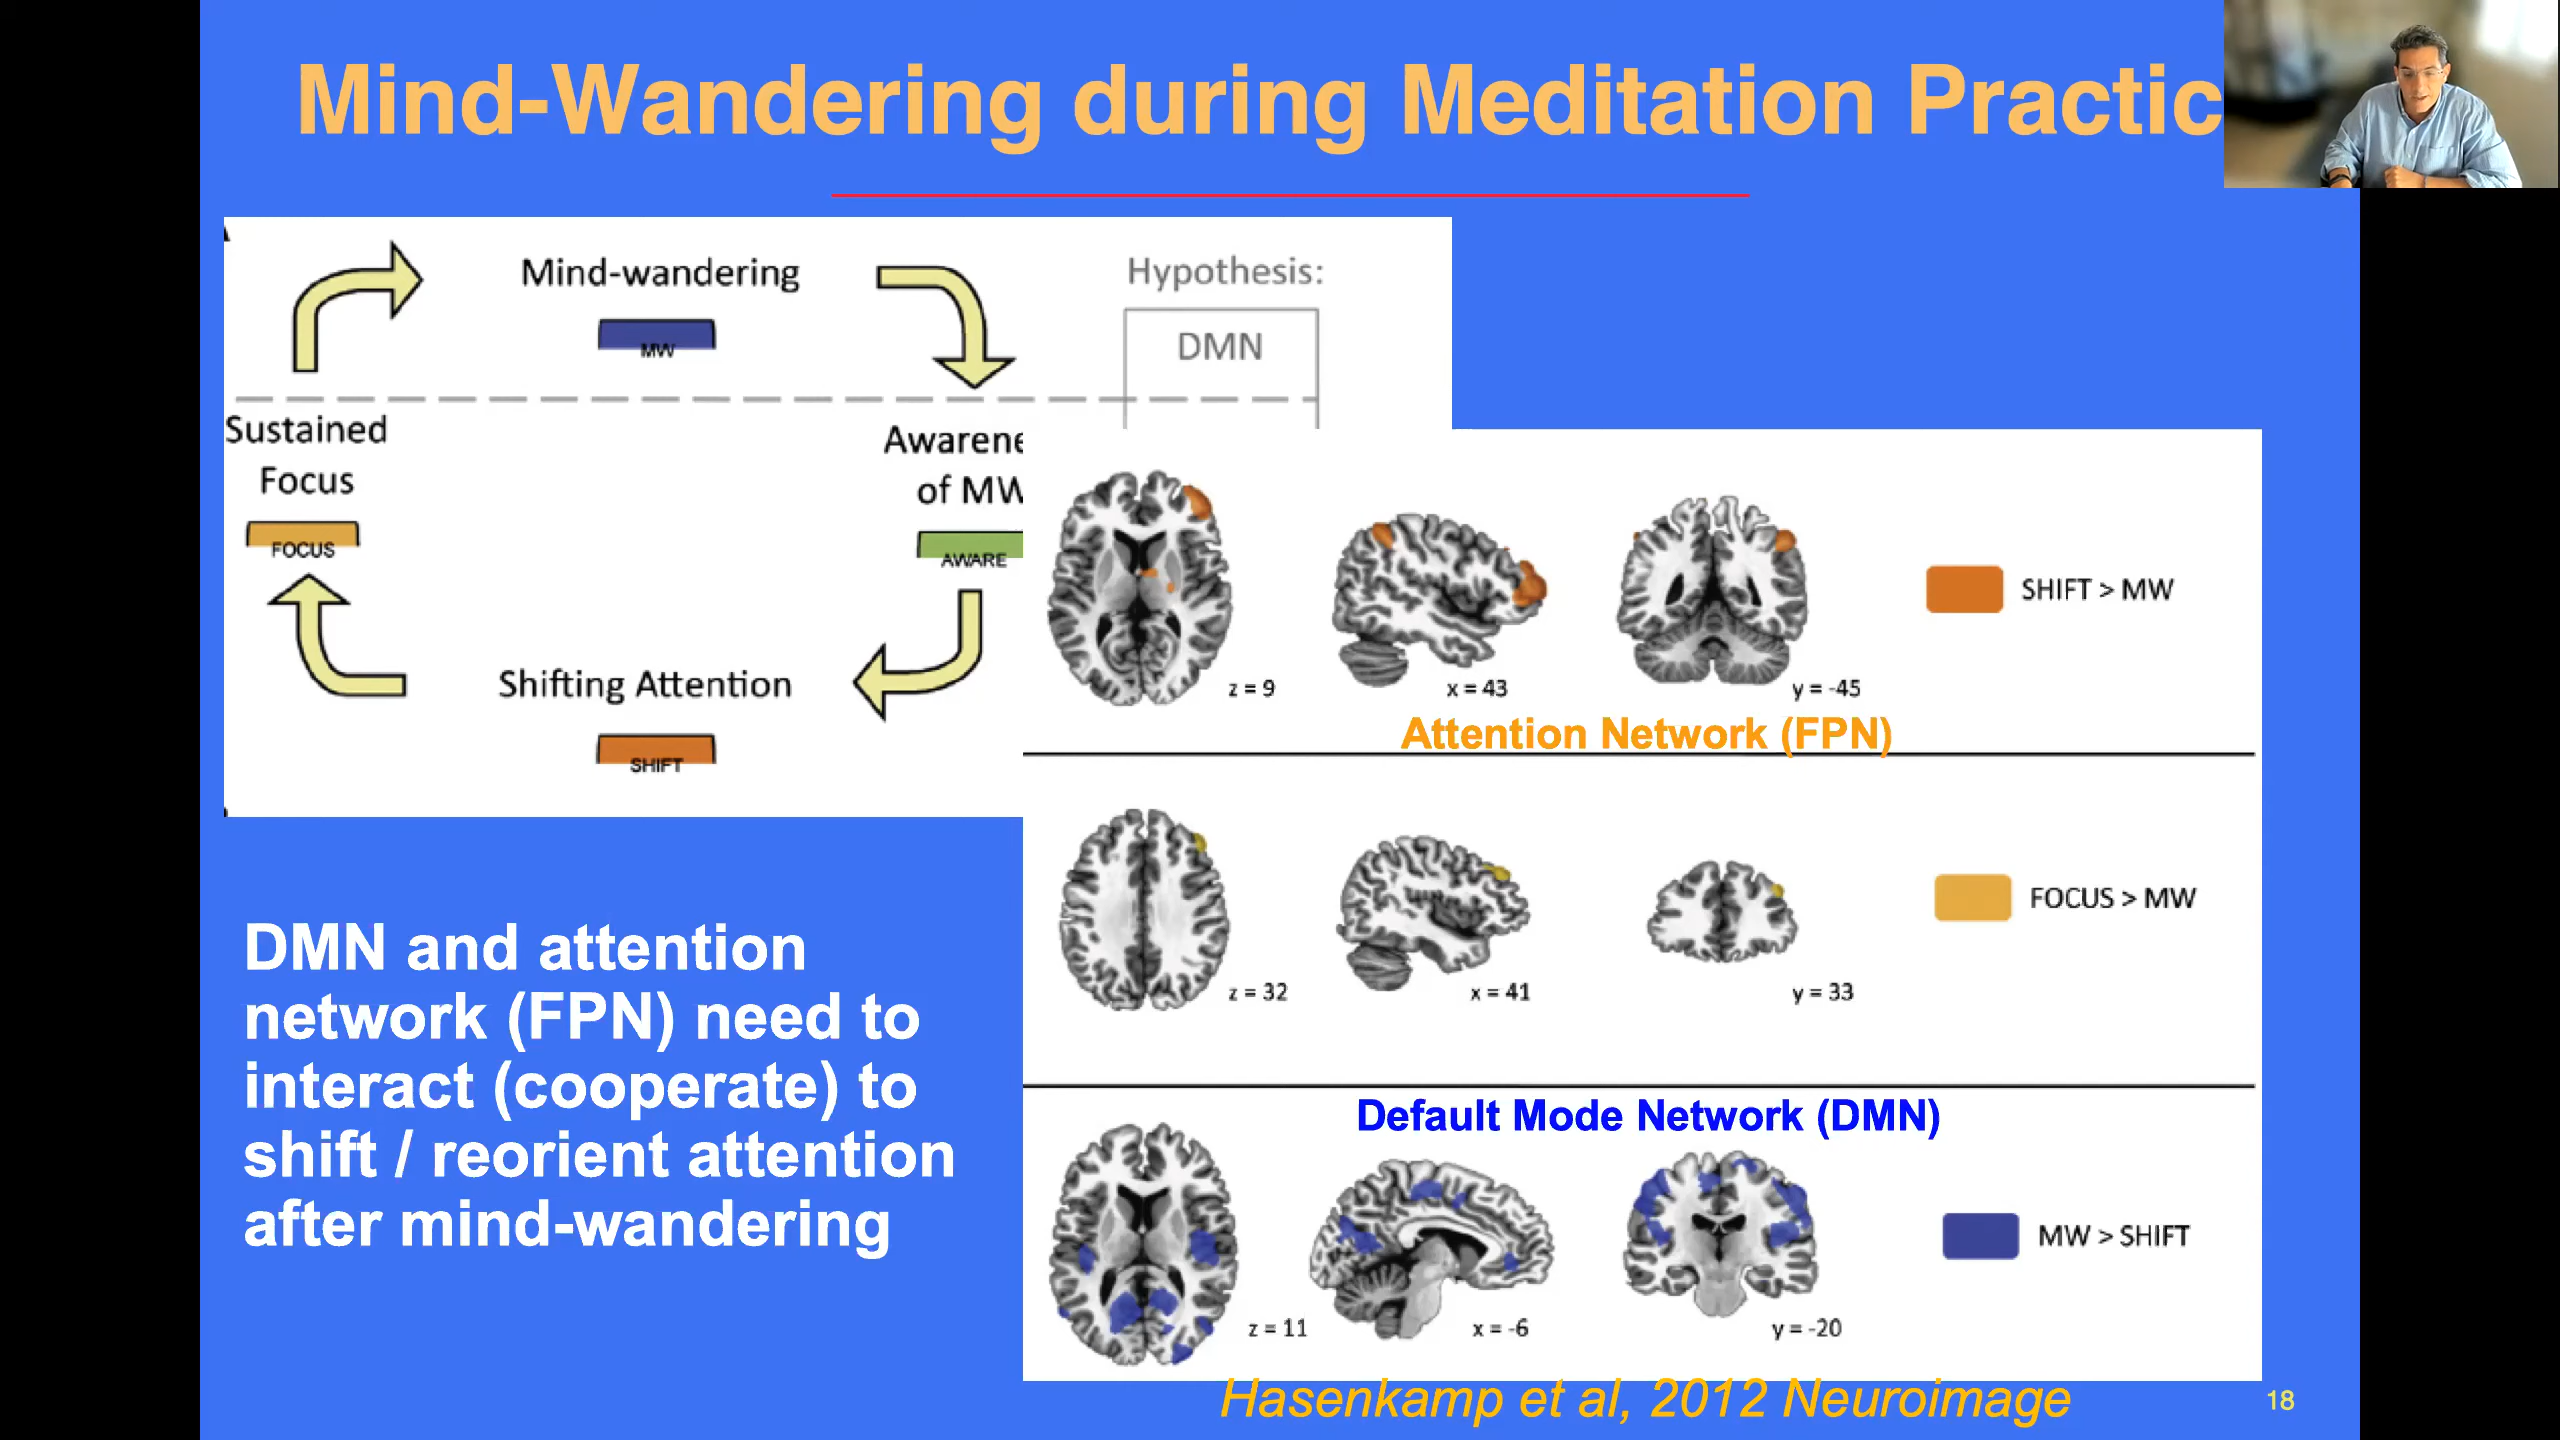 Mind-Wandering during Meditation Practic
Mind-wandering
MW
Hypothesis:
DMN
Sustained
Focus
FOCUS
Awarene
of MW
AWARE
Shifting Attention
SHIFT
DMN and attention
network (FPN) need to
interact (cooperate) to
shift / reorient attention
after mind-wandering
z = 9
x = 43
y = -45
SHIFT > MW
Attention Network (FPN)
z = 32
x = 41
y = 33
FOCUS > MW
Default Mode Network (DMN)
z = 11
x = -6
y = -20
MW > SHIFT
Hasenkamp et al, 2012 Neuroimage
18